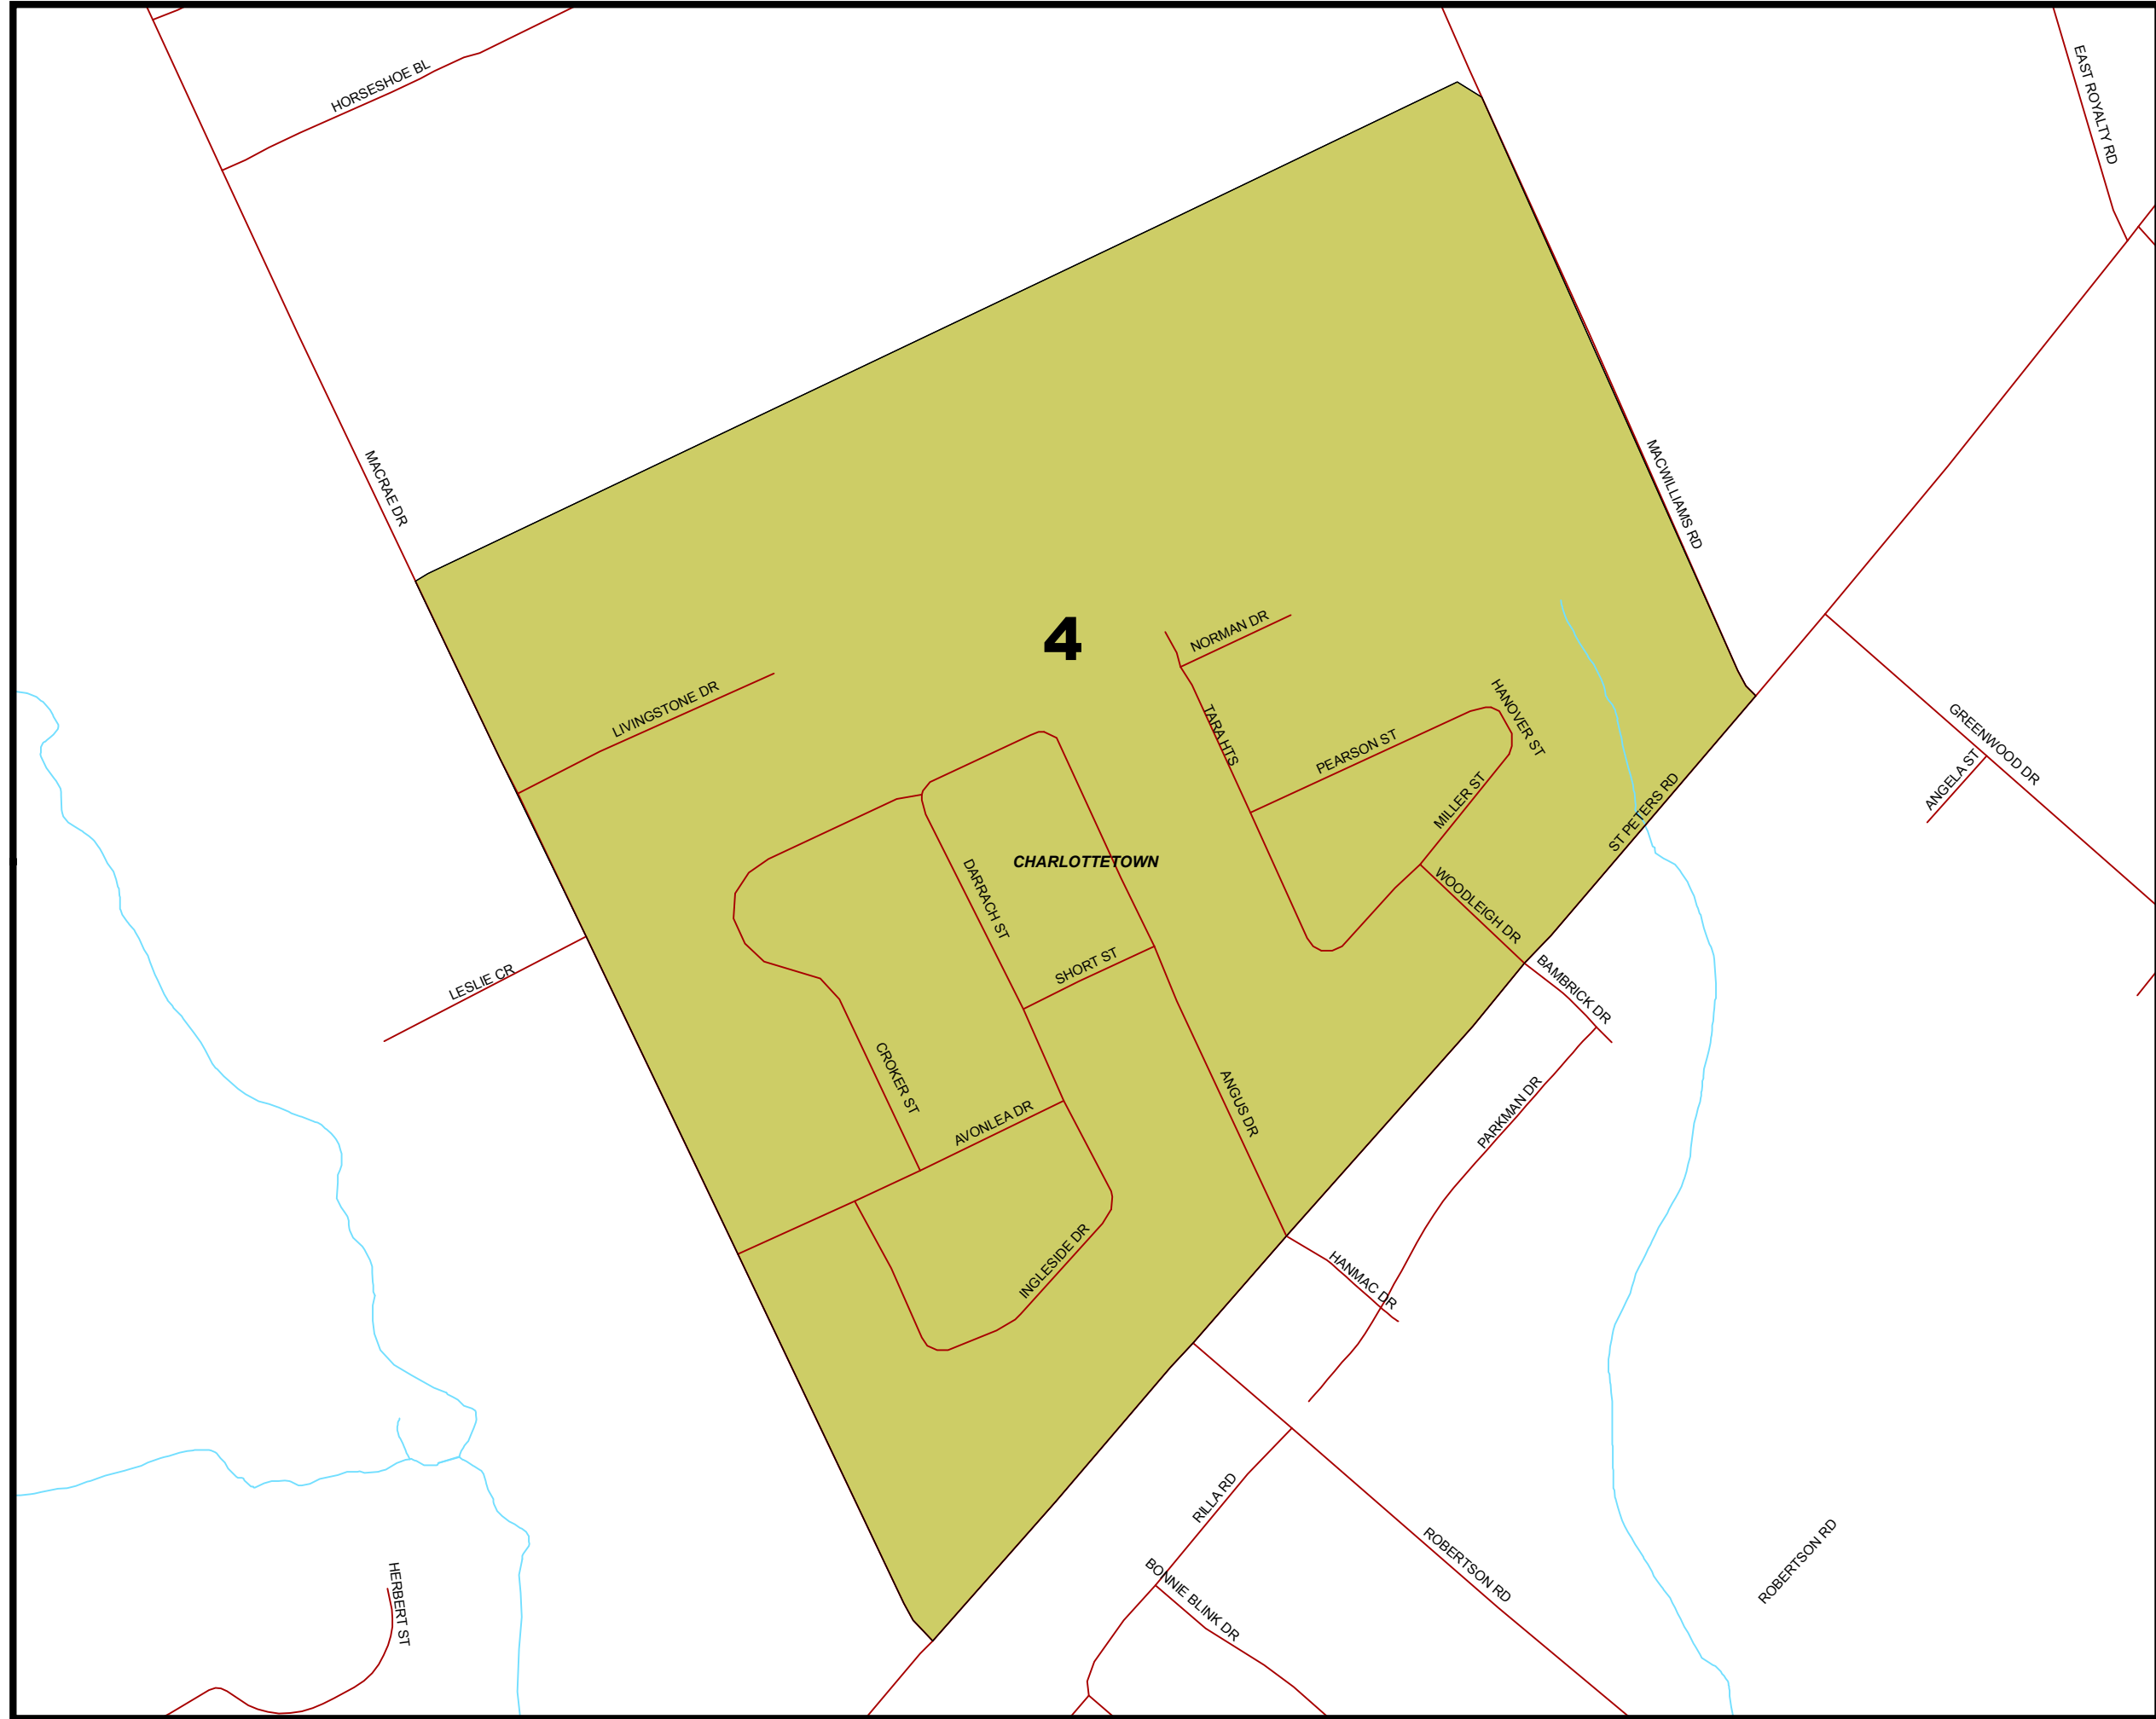 HORSESHOE BL
EAST ROYALTY RD
MACRAE DR
MACWILLIAMS RD
4
NORMAN DR
LIVINGSTONE DR
TARA HTS
HANOVER ST
PEARSON ST
MILLER ST
GREENWOOD DR
ANGELA ST
ST PETERS RD
CHARLOTTETOWN
DARRACH ST
WOODLEIGH DR
SHORT ST
LESLIE CR
BAMBRICK DR
CROKER ST
ANGUS DR
AVONLEA DR
PARKMAN DR
INGLESIDE DR
HANMAC DR
RILLA RD
ROBERTSON RD
ROBERTSON RD
BONNIE BLINK DR
HERBERT ST